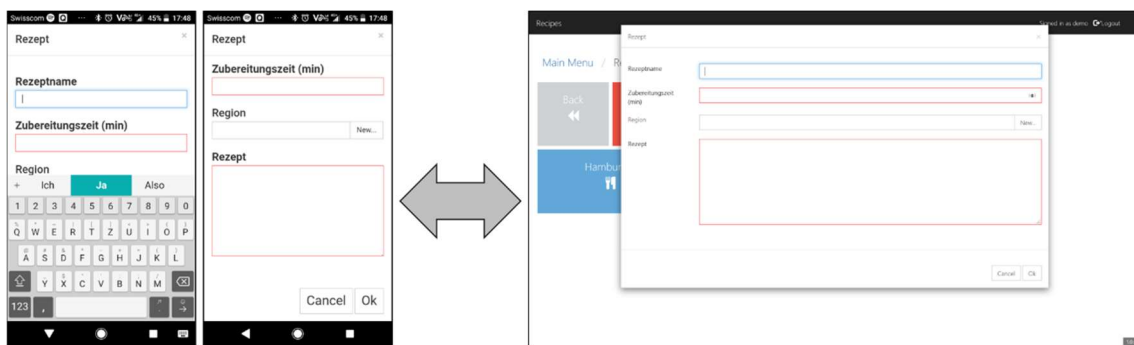 Swisscom 45% 17:48
Rezept ×
Rezeptname
Zubereitungszeit (min)
Region
+ Ich Ja Also
1 2 3 4 5 6 7 8 9 0
Q W E R T Z U I O P
A S D F G H J K L
Y X C V B N M
123 ,
Swisscom 45% 17:48
Rezept ×
Zubereitungszeit (min)
Region
New...
Rezept
Cancel Ok
Recipes Signed in as demo Logout
Main Menu / R
Back
Hambur
Rezept ×
Rezeptname
Zubereitungszeit
(min)
Region New...
Rezept
Cancel Ok